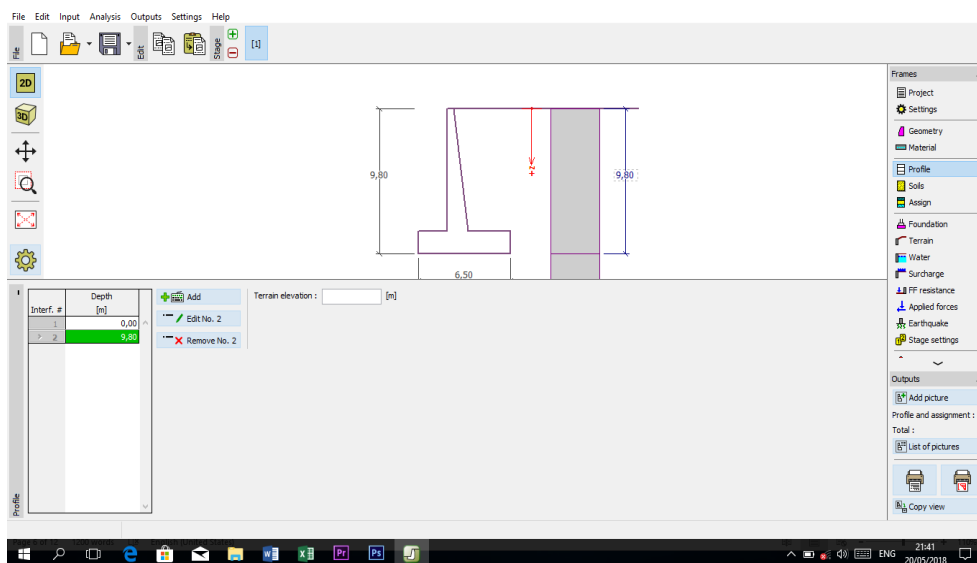 File Edit Input Analysis Outputs Settings Help
File
Edit
Stage
[1]
2D
3D
9,80
+z
9,80
6,50
Frames
Project
Settings
Geometry
Material
Profile
Soils
Assign
Foundation
Terrain
Water
Surcharge
FF resistance
Applied forces
Earthquake
Stage settings
Outputs
Add picture
Profile and assignment :
Total :
List of pictures
Copy view
Interf. # Depth
[m]
1 0,00
> 2 9,80
Add
Edit No. 2
Remove No. 2
Terrain elevation : [m]
Profile
W X Pr Ps
ENG
21:41
20/05/2018